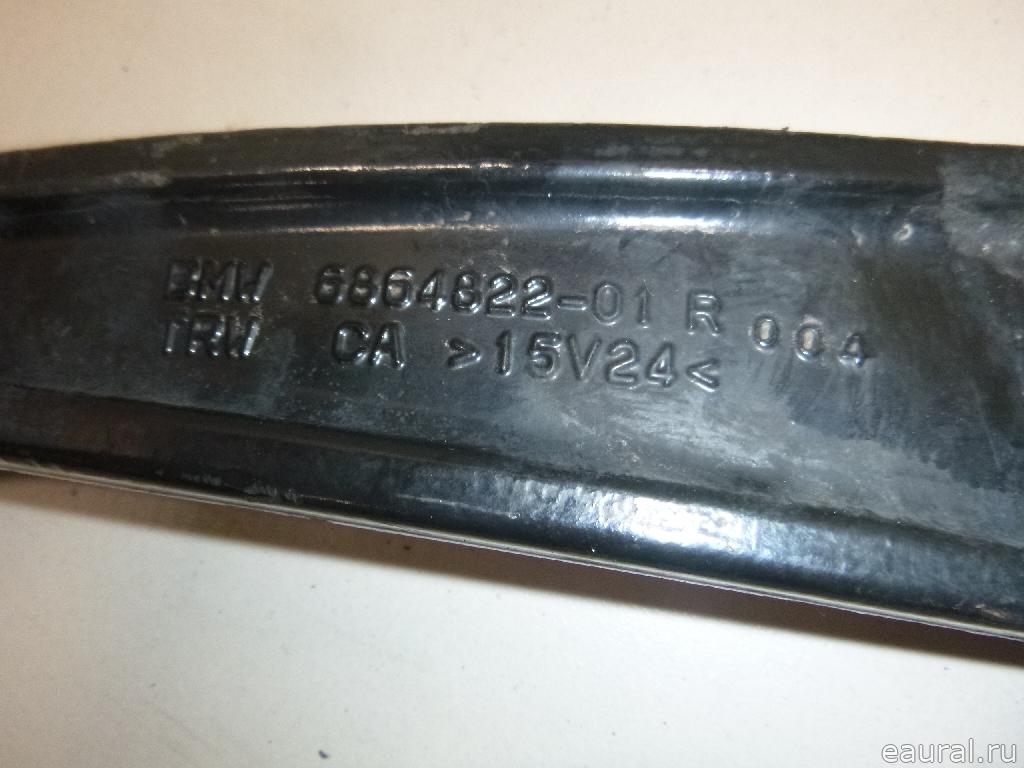 BMW 6864822-01 R 004
TRW CA >15V24<
eaural.ru